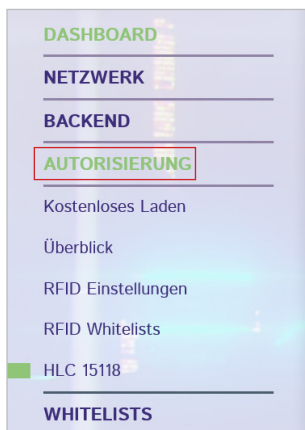 DASHBOARD
NETZWERK
BACKEND
AUTORISIERUNG
Kostenloses Laden
Überblick
RFID Einstellungen
RFID Whitelists
HLC 15118
WHITELISTS